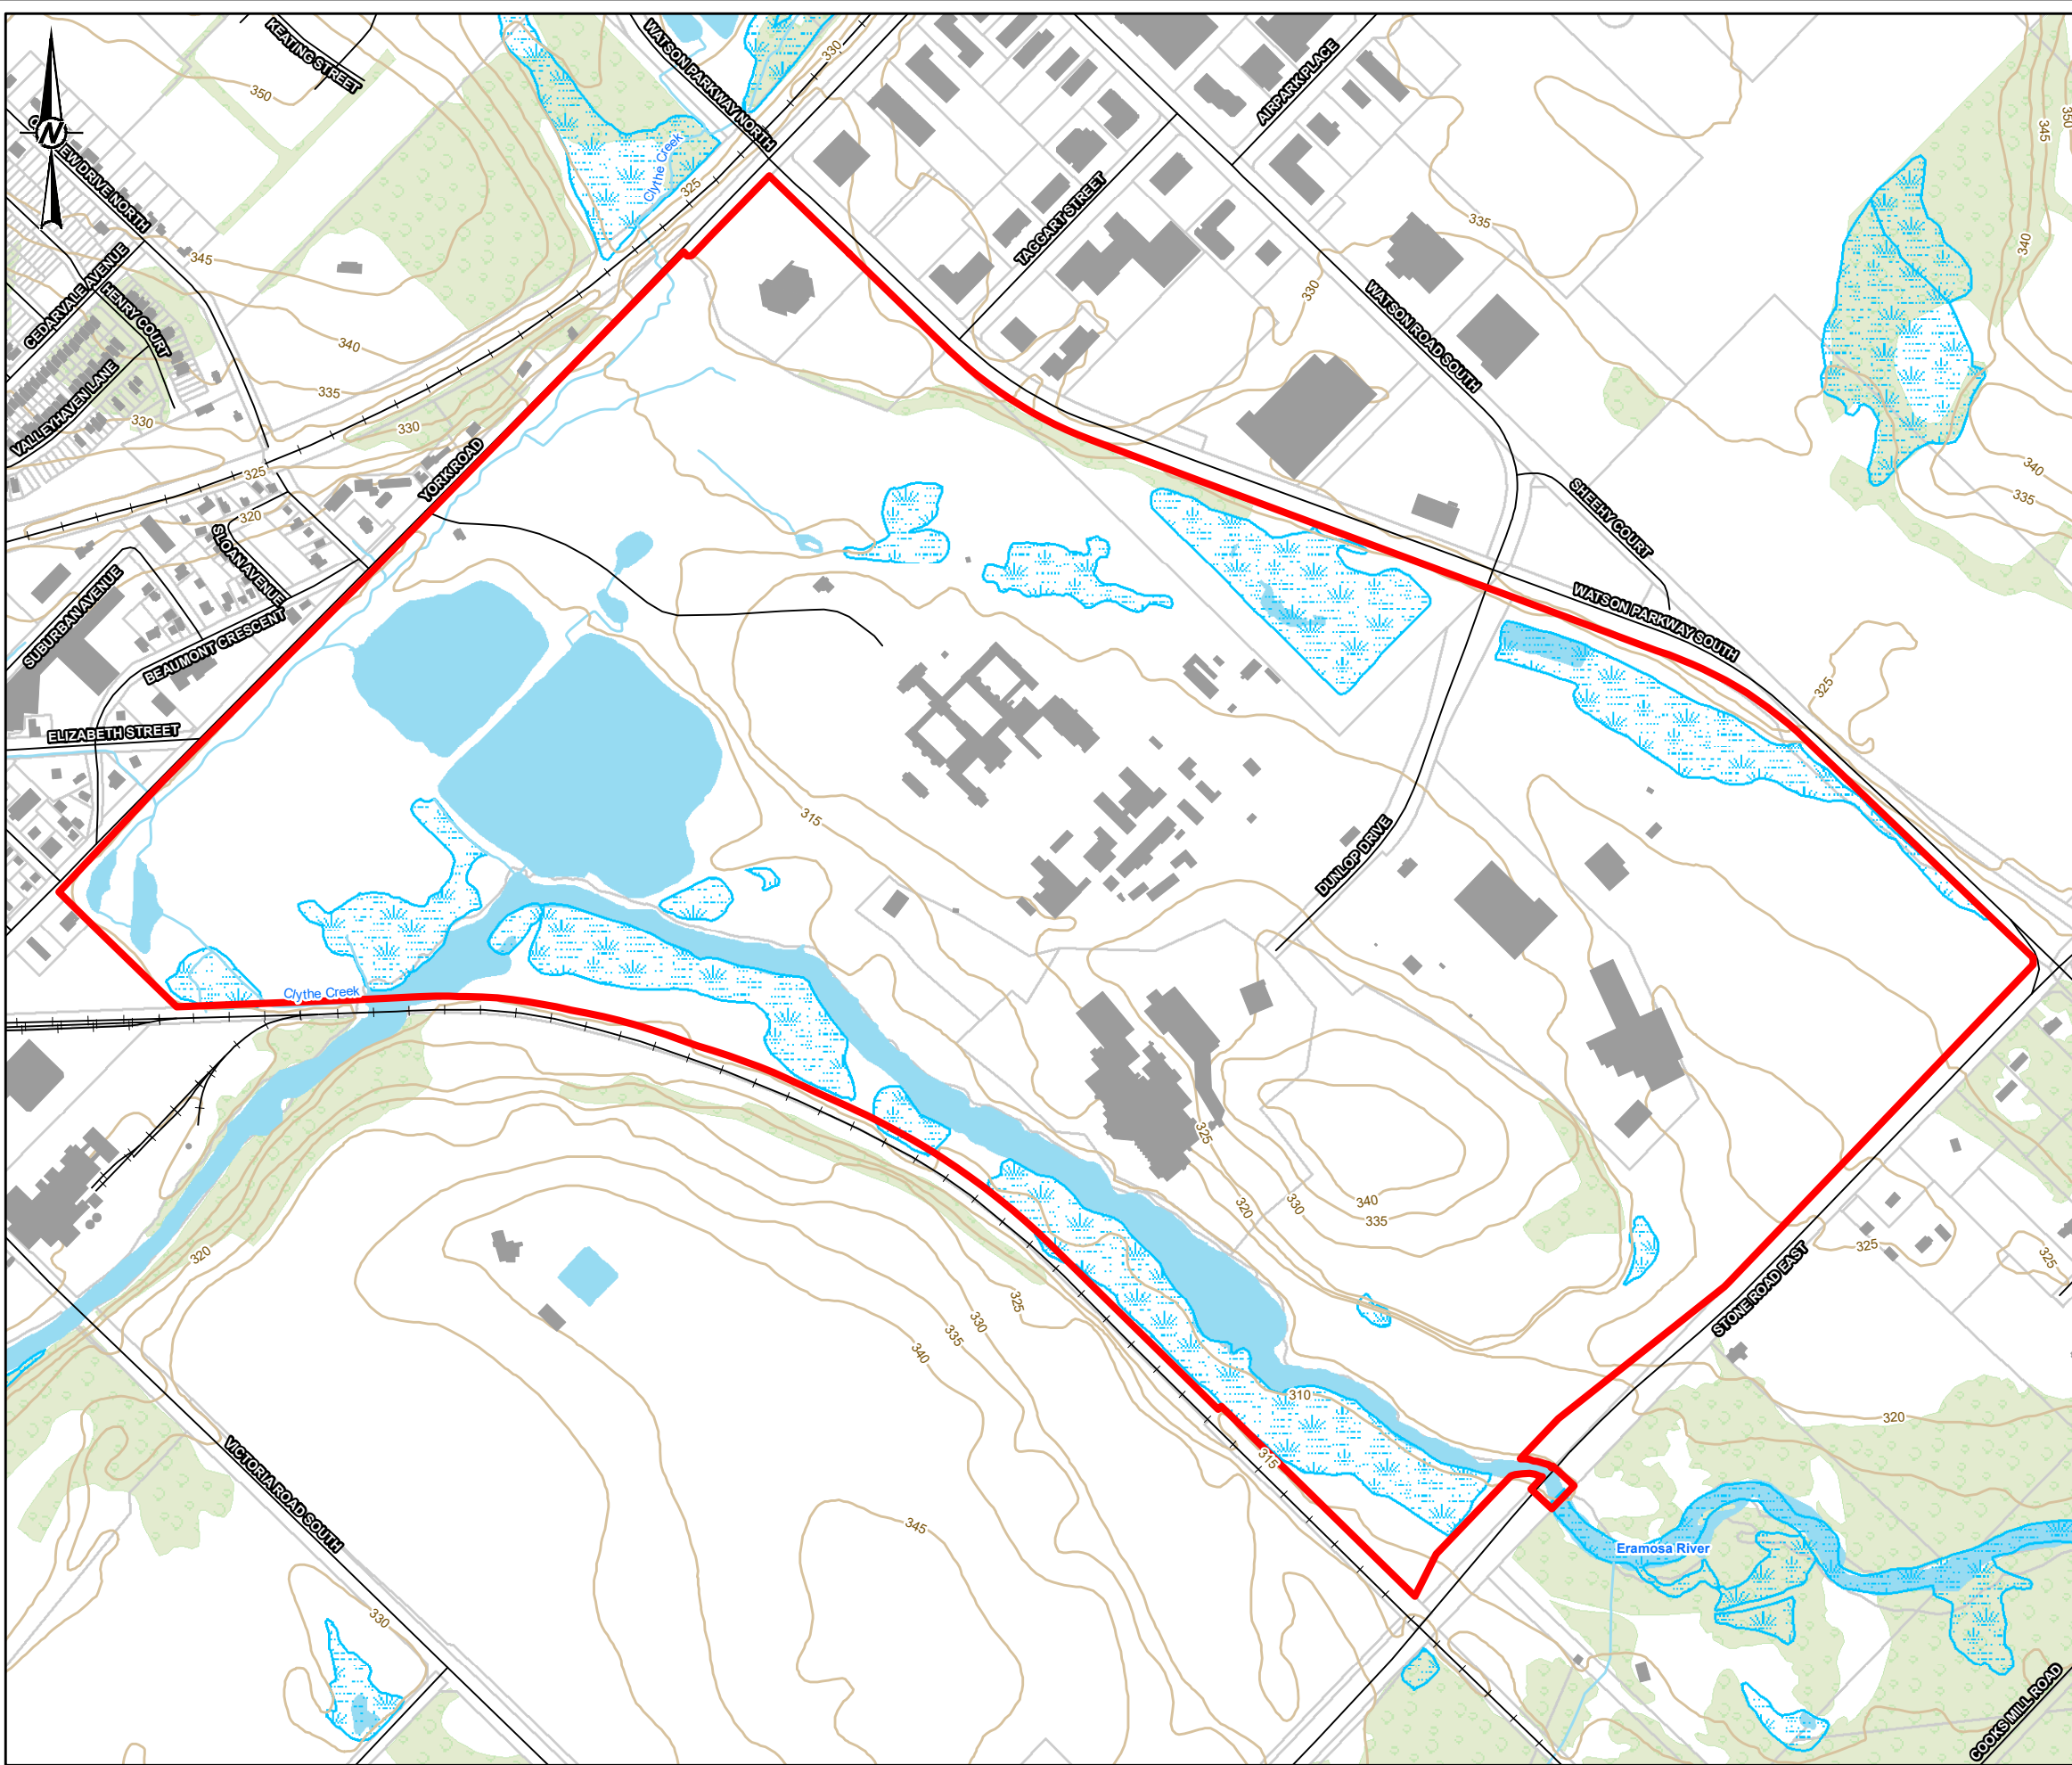 KEATING STREET
WATSON PARKWAY NORTH
330
AIRPARK PLACE
350
350
345
N
DRIVE NORTH
Clythe Creek
325
TAGGART STREET
335
340
345
CEDARVALE AVENUE
HENRY COURT
330
WATSON ROAD SOUTH
340
335
VALLEYHAVEN LANE
330
330
YORK ROAD
325
340
335
SHEEHY COURT
320
SLOAN AVENUE
SUBURBAN AVENUE
BEAUMONT CRESCENT
WATSON PARKWAY SOUTH
325
ELIZABETH STREET
315
DUNLOP DRIVE
Clythe Creek
325
340
335
330
320
320
325
325
STONE ROAD EAST
325
330
335
340
310
320
315
VICTORIA ROAD SOUTH
345
Eramosa River
330
COOKS MILL ROAD